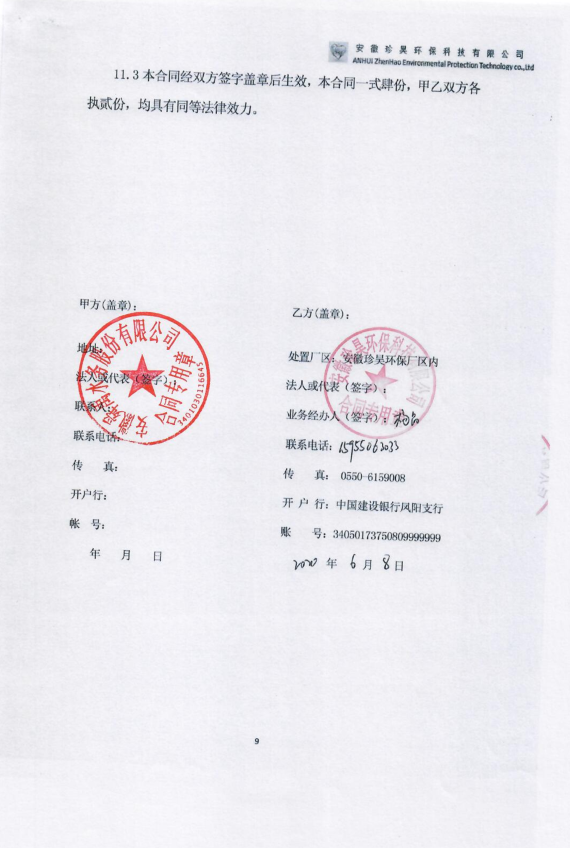 安徽珍昊环保科技有限公司
ANHUI ZhenHao Environmental Protection Technology co.,Ltd
11.3 本合同经双方签字盖章后生效，本合同一式肆份，甲乙双方各
执贰份，均具有同等法律效力。
甲方(盖章)：
地址：
法人或代表（签字）：
联系人：
联系电话：
传 真：
开户行：
帐 号：
年 月 日
水务股份有限公司
合同专用章
3401030116645
乙方(盖章)：
处置厂区：安徽珍昊环保厂区内
法人或代表（签字）：
业务经办人（签字）：
联系电话：15955063033
传 真： 0550-6159008
开 户 行：中国建设银行凤阳支行
账 号：34050173750809999999
2020 年 6 月 8 日
安徽珍昊环保科技有限公司
合同专用章
9